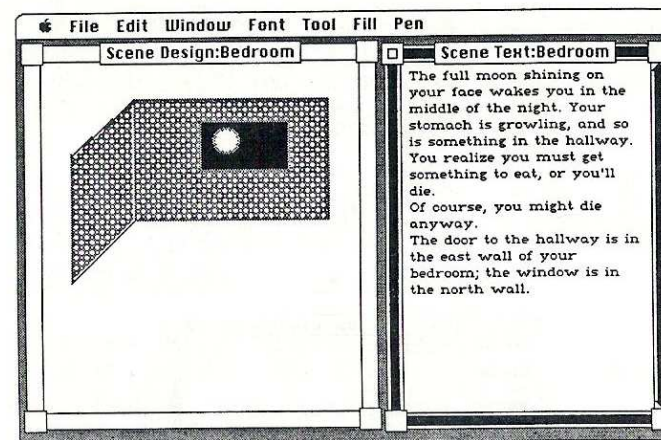 File Edit Window Font Tool Fill Pen
Scene Design:Bedroom
Scene Text:Bedroom
The full moon shining on
your face wakes you in the
middle of the night. Your
stomach is growling, and so
is something in the hallway.
You realize you must get
something to eat, or you'll
die.
Of course, you might die
anyway.
The door to the hallway is in
the east wall of your
bedroom; the window is in
the north wall.